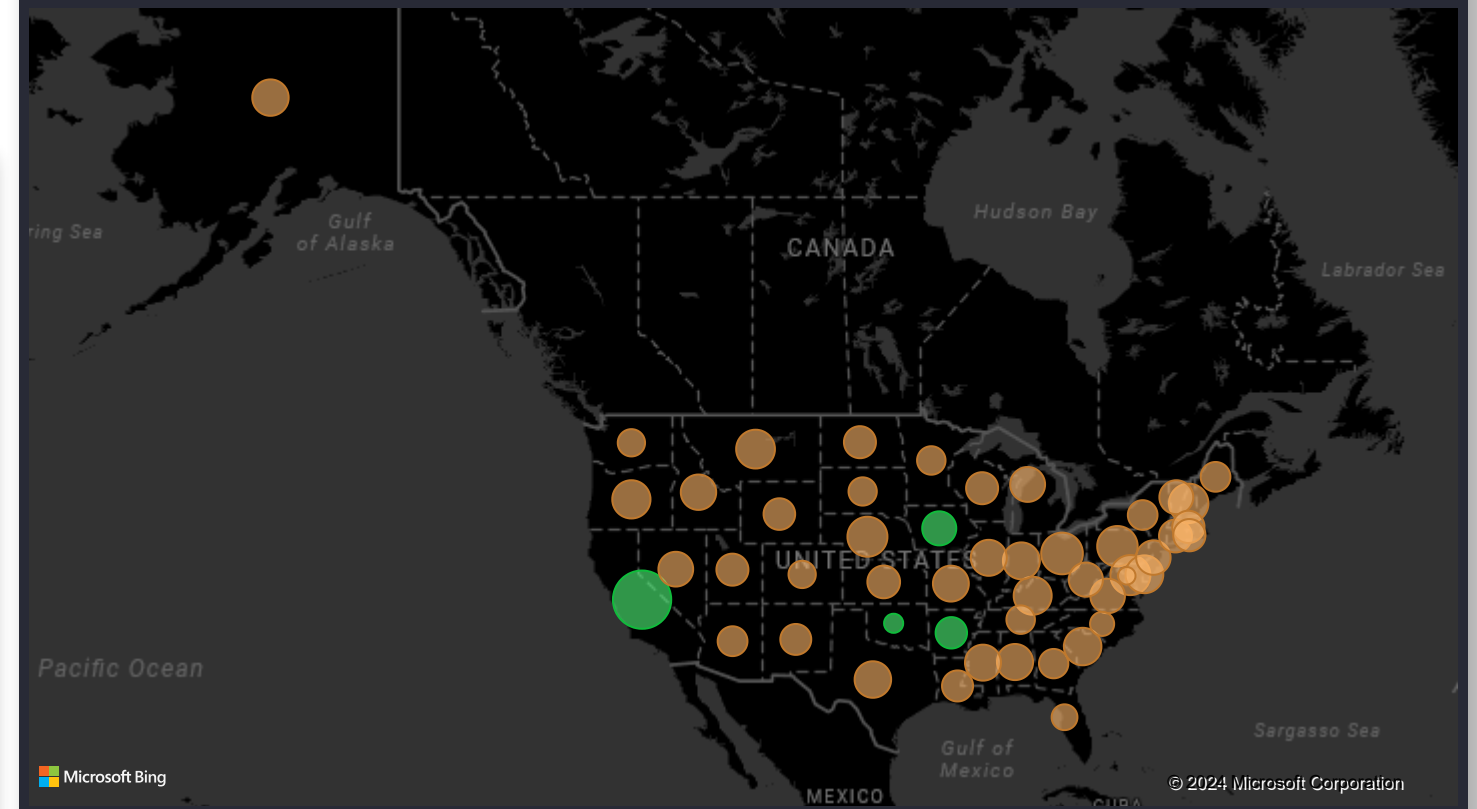 Gulf
of Alaska
ring Sea
Hudson Bay
CANADA
Labrador Sea
UNITED STATES
Pacific Ocean
Sargasso Sea
Gulf of
Mexico
Microsoft Bing
© 2024 Microsoft Corporation
MEXICO
CUBA